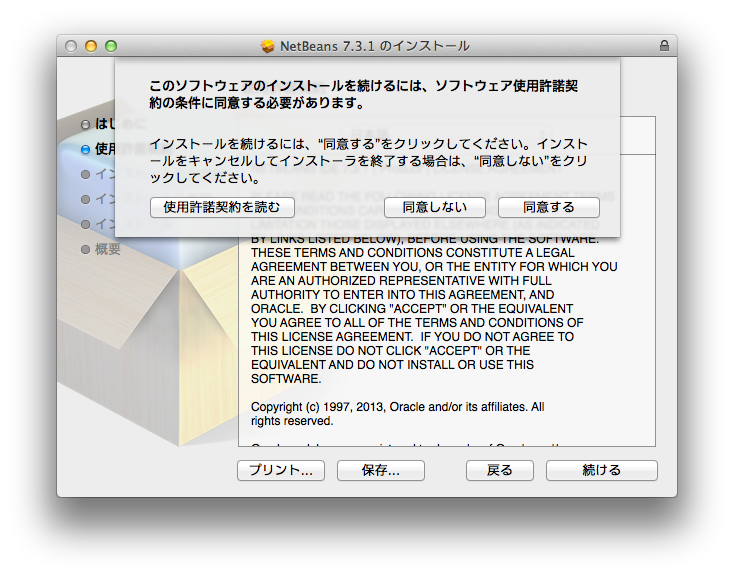 NetBeans 7.3.1 のインストール
このソフトウェアのインストールを続けるには、ソフトウェア使用許諾契
約の条件に同意する必要があります。
インストールを続けるには、“同意する”をクリックしてください。インスト
ールをキャンセルしてインストーラを終了する場合は、“同意しない”をクリ
ックしてください。
使用許諾契約を読む
同意しない
同意する
はじめに
使用許諾
イン
イン
インス
概要
BY LINKS LISTED BELOW), BEFORE USING THE SOFTWARE.
THESE TERMS AND CONDITIONS CONSTITUTE A LEGAL
AGREEMENT BETWEEN YOU, OR THE ENTITY FOR WHICH YOU
ARE AN AUTHORIZED REPRESENTATIVE WITH FULL
AUTHORITY TO ENTER INTO THIS AGREEMENT, AND
ORACLE.  BY CLICKING "ACCEPT" OR THE EQUIVALENT
YOU AGREE TO ALL OF THE TERMS AND CONDITIONS OF
THIS LICENSE AGREEMENT.  IF YOU DO NOT AGREE TO
THIS LICENSE DO NOT CLICK "ACCEPT" OR THE
EQUIVALENT AND DO NOT INSTALL OR USE THIS
SOFTWARE.
Copyright (c) 1997, 2013, Oracle and/or its affiliates. All
rights reserved.
プリント...
保存...
戻る
続ける